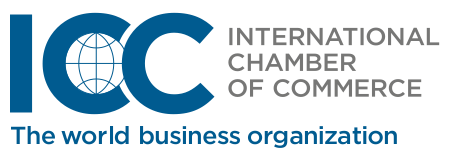 ICC
INTERNATIONAL
CHAMBER
OF COMMERCE
The world business organization